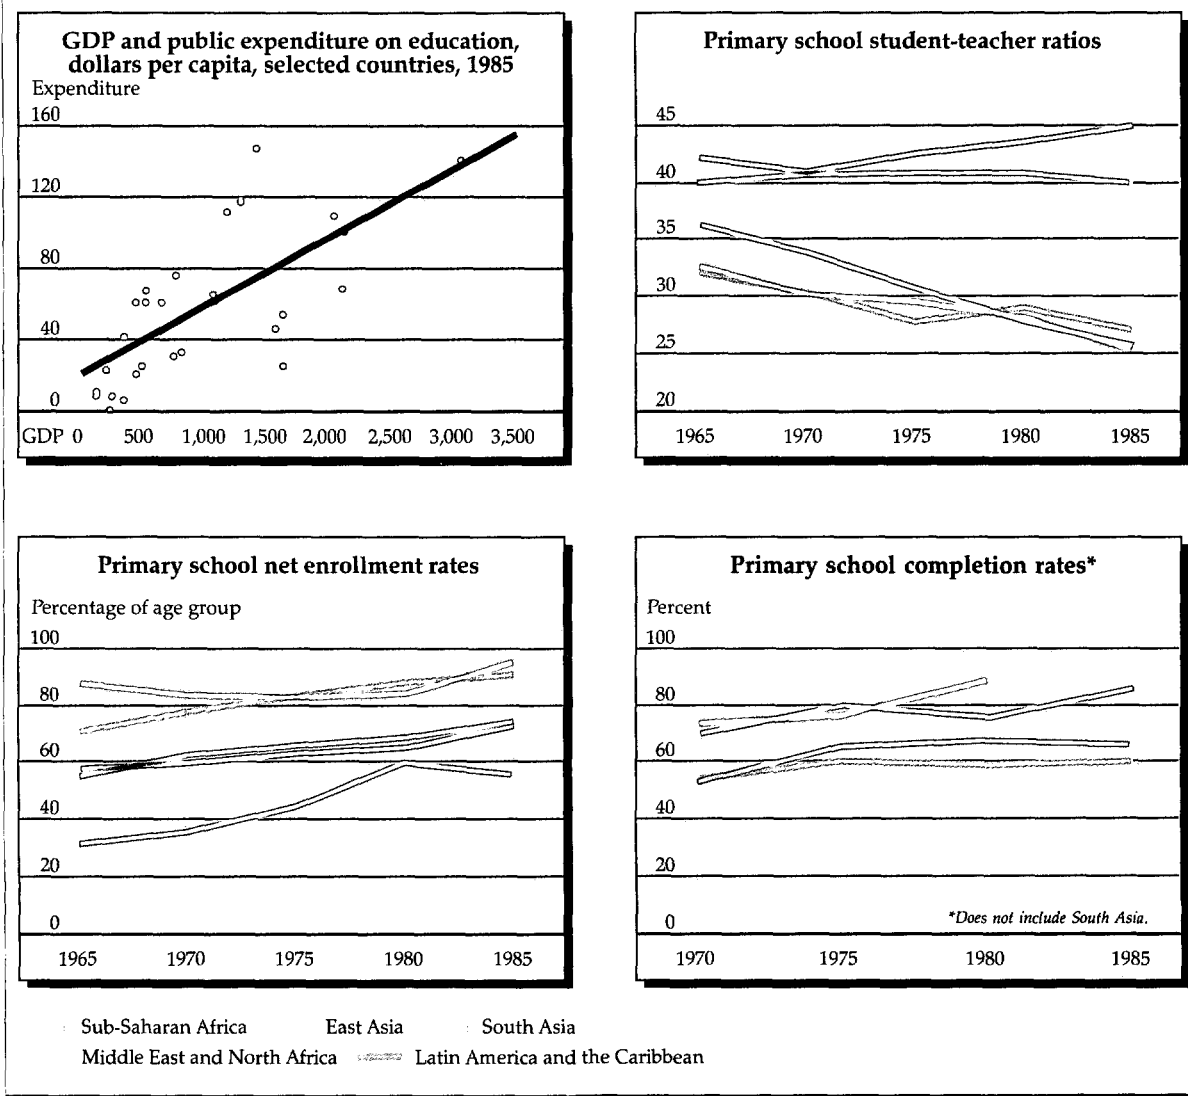 GDP and public expenditure on education,
dollars per capita, selected countries, 1985
Expenditure
160
120
80
40
0
GDP 0 500 1,000 1,500 2,000 2,500 3,000 3,500
Primary school student-teacher ratios
45
40
35
30
25
20
1965 1970 1975 1980 1985
Primary school net enrollment rates
Percentage of age group
100
80
60
40
20
0
1965 1970 1975 1980 1985
Primary school completion rates*
Percent
100
80
60
40
20
0
*Does not include South Asia.
1970 1975 1980 1985
Sub-Saharan Africa East Asia South Asia
Middle East and North Africa Latin America and the Caribbean